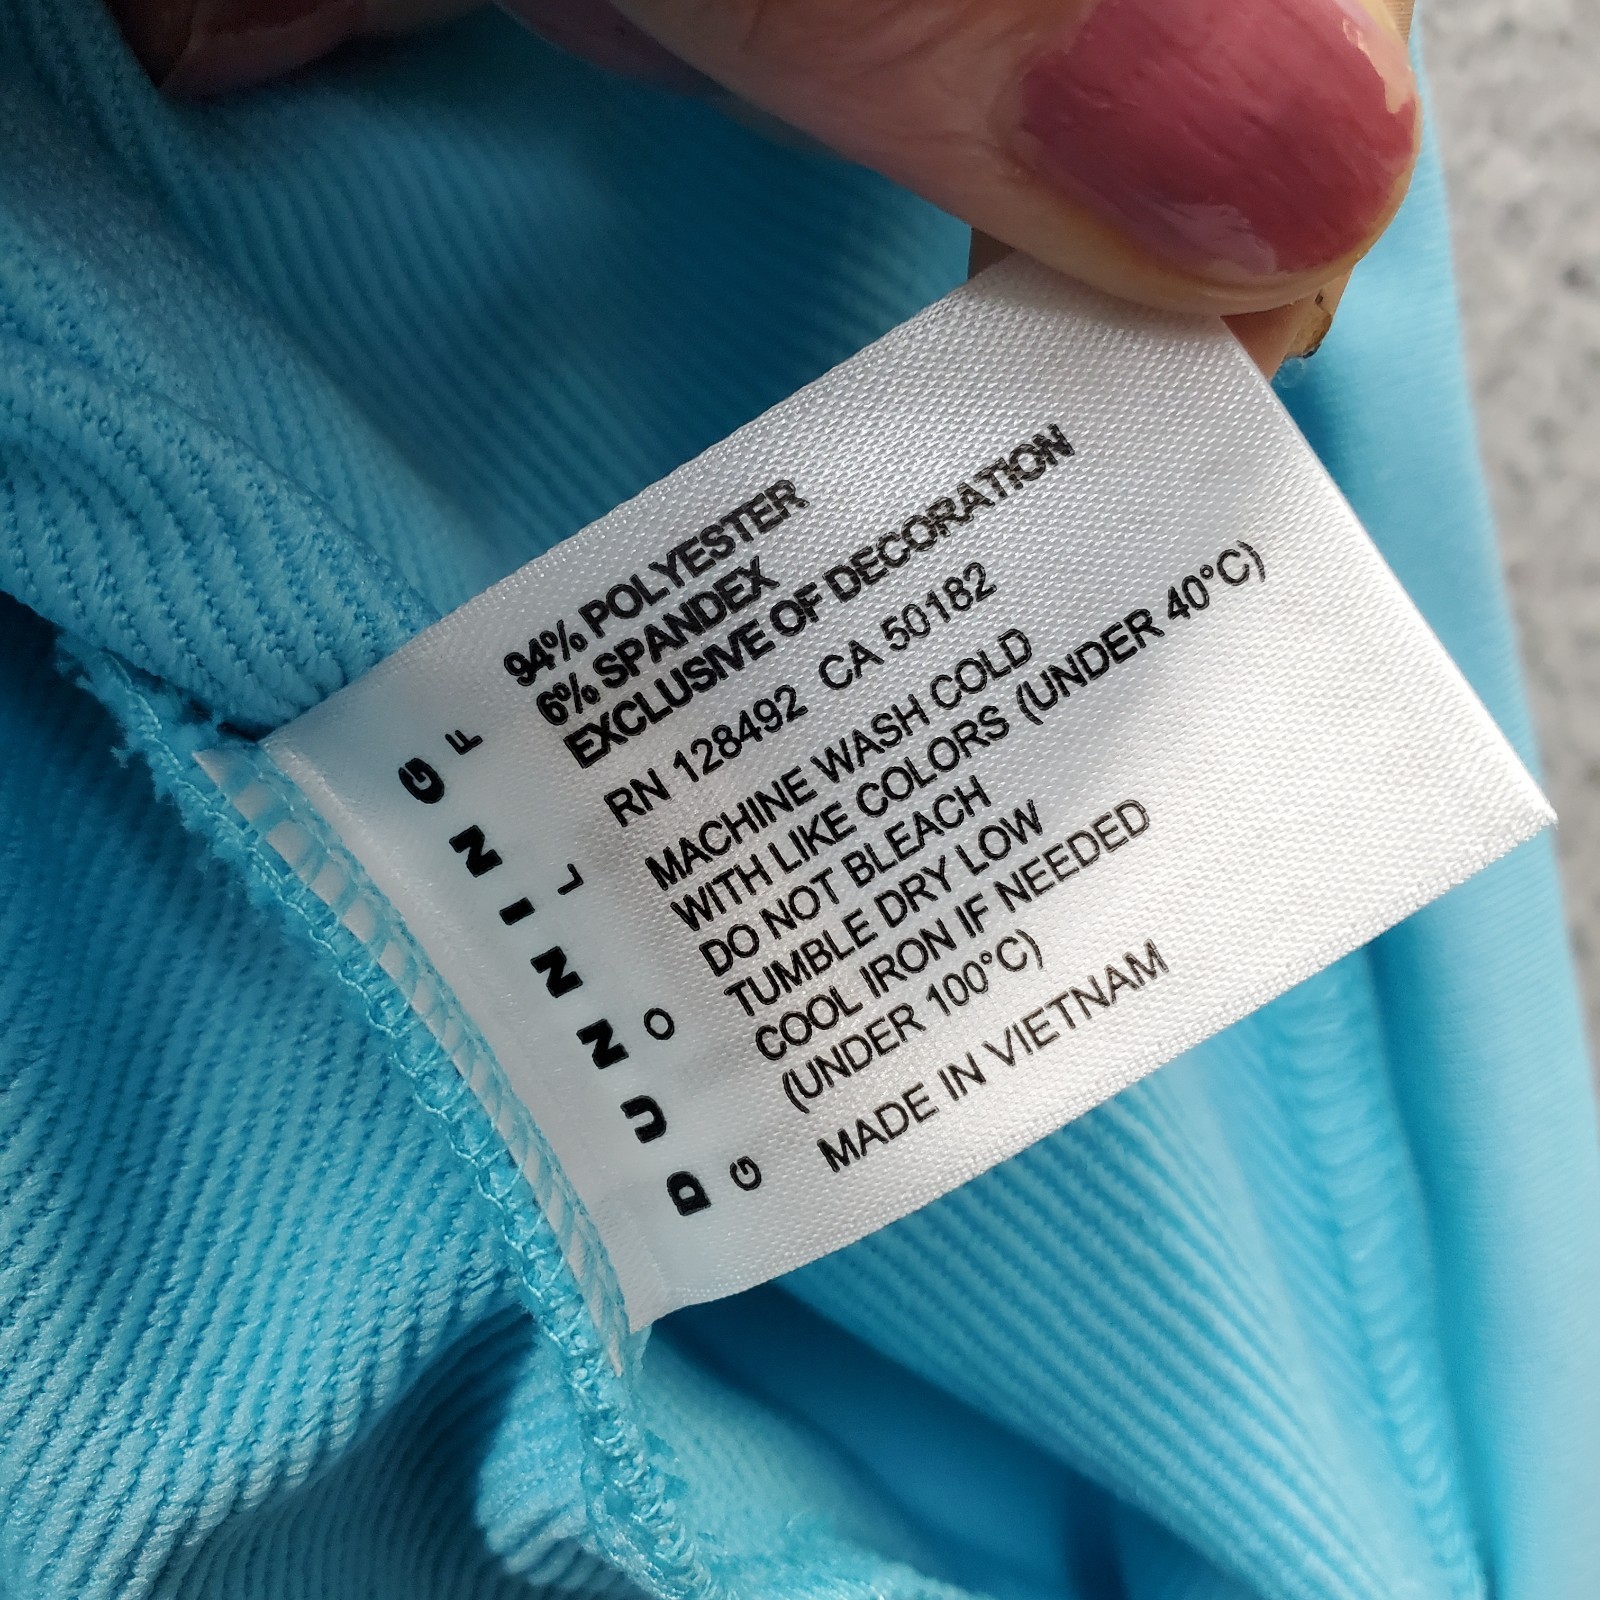 DUNNING
GOLF
94% POLYESTER
6% SPANDEX
EXCLUSIVE OF DECORATION
RN 128492 CA 50182
MACHINE WASH COLD
WITH LIKE COLORS (UNDER 40°C)
DO NOT BLEACH
TUMBLE DRY LOW
COOL IRON IF NEEDED
(UNDER 100°C)
MADE IN VIETNAM